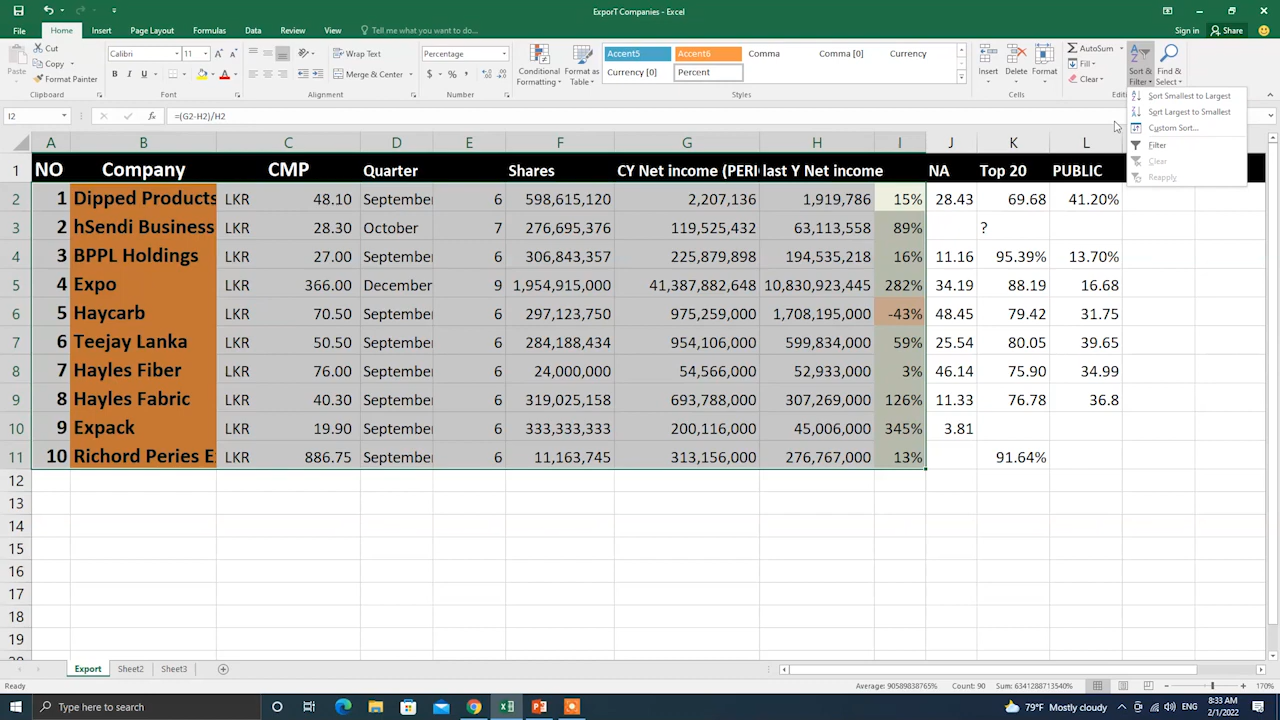 ExporT Companies - Excel
Sign in
Share
File Home Insert Page Layout Formulas Data Review View Tell me what you want to do...
Paste
Cut
Copy
Format Painter
Clipboard
Calibri 11
B I U
Font
Wrap Text
Merge & Center
Alignment
Percentage
$ % ,
Number
Conditional Formatting
Format as Table
Accent5 Accent6 Comma Currency
Currency [0] Percent
Styles
Insert Delete Format
Cells
AutoSum
Fill
Clear
Sort & Filter
Find & Select
Sort Smallest to Largest
Sort Largest to Smallest
Custom Sort...
Filter
Clear
Reapply
I2 fx =(G2-H2)/H2
A B C D E F G H I J K L
1 NO Company CMP Quarter Shares CY Net income (PERI last Y Net income NA Top 20 PUBLIC
2 1 Dipped Products LKR 48.10 September 6 598,615,120 2,207,136 1,919,786 15% 28.43 69.68 41.20%
3 2 hSendi Business LKR 28.30 October 7 276,695,376 119,525,432 63,113,558 89% ?
4 3 BPPL Holdings LKR 27.00 September 6 306,843,357 225,879,898 194,535,218 16% 11.16 95.39% 13.70%
5 4 Expo LKR 366.00 December 9 1,954,915,000 41,387,882,648 10,830,923,445 282% 34.19 88.19 16.68
6 5 Haycarb LKR 70.50 September 6 297,123,750 975,259,000 1,708,195,000 -43% 48.45 79.42 31.75
7 6 Teejay Lanka LKR 50.50 September 6 284,188,434 954,106,000 599,834,000 59% 25.54 80.05 39.65
8 7 Hayles Fiber LKR 76.00 September 6 24,000,000 54,566,000 52,933,000 3% 46.14 75.90 34.99
9 8 Hayles Fabric LKR 40.30 September 6 319,025,158 693,788,000 307,269,000 126% 11.33 76.78 36.8
10 9 Expack LKR 19.90 September 6 333,333,333 200,116,000 45,006,000 345% 3.81
11 10 Richord Peries E LKR 886.75 September 6 11,163,745 313,156,000 276,767,000 13% 91.64%
12
13
14
15
16
17
18
19
Export Sheet2 Sheet3
Ready
Average: 90589838765% Count: 90 Sum: 6341288713540% 170%
Type here to search
79°F Mostly cloudy
8:33 AM
2/1/2022